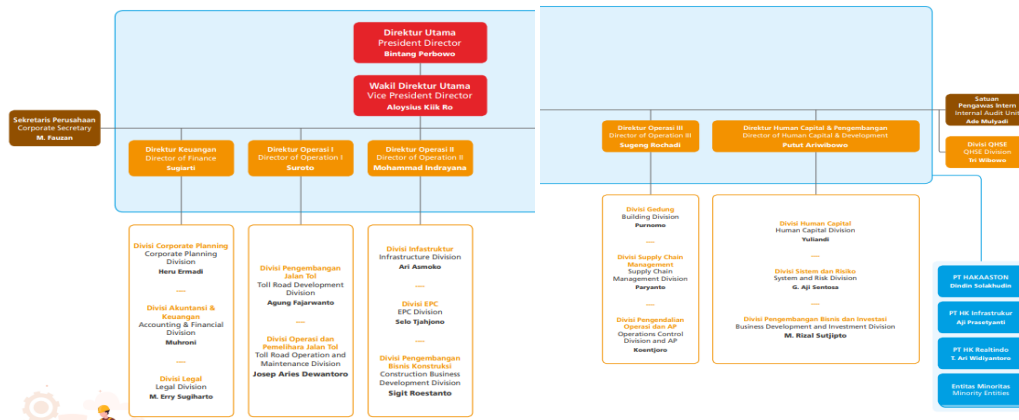 Direktur Utama
President Director
Bintang Perbowo
Wakil Direktur Utama
Vice President Director
Aloysius Kiik Ro
Sekretaris Perusahaan
Corporate Secretary
M. Fauzan
Satuan
Pengawas Intern
Internal Audit Unit
Ade Mulyadi
Divisi QHSE
QHSE Division
Tri Wibowo
Direktur Keuangan
Director of Finance
Sugiarti
Direktur Operasi I
Director of Operation I
Suroto
Direktur Operasi II
Director of Operation II
Mohammad Indrayana
Direktur Operasi III
Director of Operation III
Sugeng Rochadi
Direktur Human Capital & Pengembangan
Director of Human Capital & Development
Putut Ariwibowo
Divisi Corporate Planning
Corporate Planning
Division
Heru Ermadi
Divisi Akuntansi &
Keuangan
Accounting & Financial
Division
Muhroni
Divisi Legal
Legal Division
M. Erry Sugiharto
Divisi Pengembangan
Jalan Tol
Toll Road Development
Division
Agung Fajarwanto
Divisi Operasi dan
Pemelihara Jalan Tol
Toll Road Operation and
Maintenance Division
Josep Aries Dewantoro
Divisi Infastruktur
Infrastructure Division
Ari Asmoko
Divisi EPC
EPC Division
Selo Tjahjono
Divisi Pengembangan
Bisnis Konstruksi
Construction Business
Development Division
Sigit Roestanto
Divisi Gedung
Building Division
Purnomo
Divisi Supply Chain
Management
Supply Chain
Management Division
Paryanto
Divisi Pengendalian
Operasi dan AP
Operations Control
Division and AP
Koentjoro
Divisi Human Capital
Human Capital Division
Yuliandi
Divisi Sistem dan Risiko
System and Risk Division
G. Aji Sentosa
Divisi Pengembangan Bisnis dan Investasi
Business Development and Investment Division
M. Rizal Sutjipto
PT HAKAASTON
Dindin Solakhudin
PT HK Infrastrukur
Aji Prasetyanti
PT HK Realtindo
T. Ari Widiyantoro
Entitas Minoritas
Minority Entities